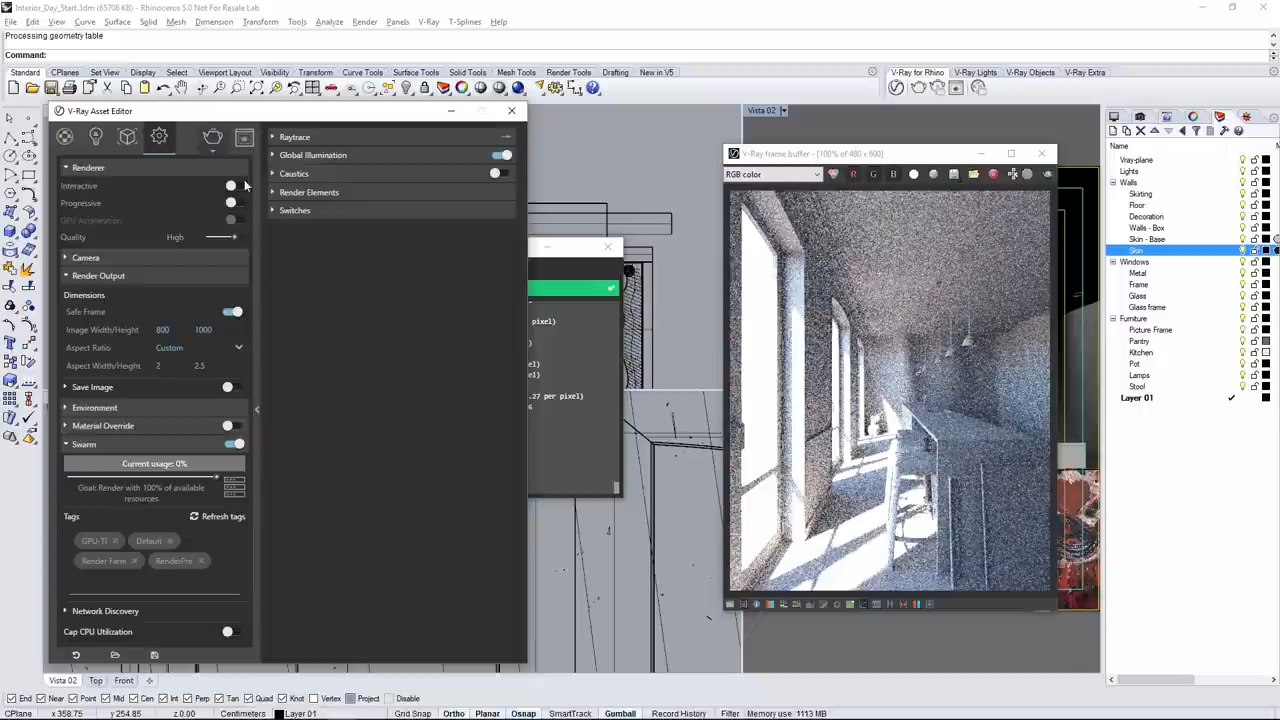 Interior_Day_Start.3dm (65706 KB) - Rhinoceros 5.0 Not For Resale Lab
File Edit View Curve Surface Solid Mesh Dimension Transform Tools Analyze Render Panels V-Ray T-Splines Help
Processing geometry table
Command:
Standard CPlanes Set View Display Select Viewport Layout Visibility Transform Curve Tools Surface Tools Solid Tools Mesh Tools Render Tools Drafting New in V5
V-Ray for Rhino V-Ray Lights V-Ray Objects V-Ray Extra
V-Ray Asset Editor
Renderer
Interactive
Progressive
GPU Acceleration
Quality High
Camera
Render Output
Dimensions
Safe Frame
Image Width/Height 800 1000
Aspect Ratio Custom
Aspect Width/Height 2 2.5
Save Image
Environment
Material Override
Swarm
Current usage: 0%
Goal: Render with 100% of available
resources
Tags Refresh tags
GPU-TI Default
Render Farm RenderPro
Network Discovery
Cap CPU Utilization
Raytrace
Global Illumination
Caustics
Render Elements
Switches
pixel)
.27 per pixel)
Vista 02
V-Ray frame buffer - [100% of 480 x 600]
RGB color
R G B
Name
Vray-plane
Lights
Walls
Skirting
Floor
Decoration
Walls - Box
Skin - Base
Skin
Windows
Metal
Frame
Glass
Glass frame
Furniture
Picture Frame
Pantry
Kitchen
Pot
Lamps
Stool
Layer 01
Vista 02 Top Front
End Near Point Mid Cen Int Perp Tan Quad Knot Vertex Project Disable
CPlane x 358.75 y 254.85 z 0.00 Centimeters Layer 01 Grid Snap Ortho Planar Osnap SmartTrack Gumball Record History Filter Memory use: 1113 MB